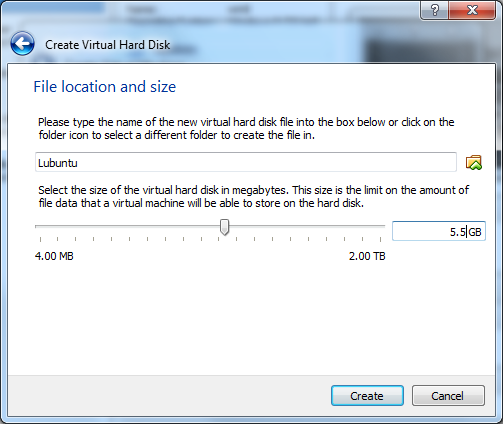 Create Virtual Hard Disk
File location and size
Please type the name of the new virtual hard disk file into the box below or click on the
folder icon to select a different folder to create the file in.
Lubuntu
Select the size of the virtual hard disk in megabytes. This size is the limit on the amount of
file data that a virtual machine will be able to store on the hard disk.
5.5 GB
4.00 MB 2.00 TB
Create Cancel